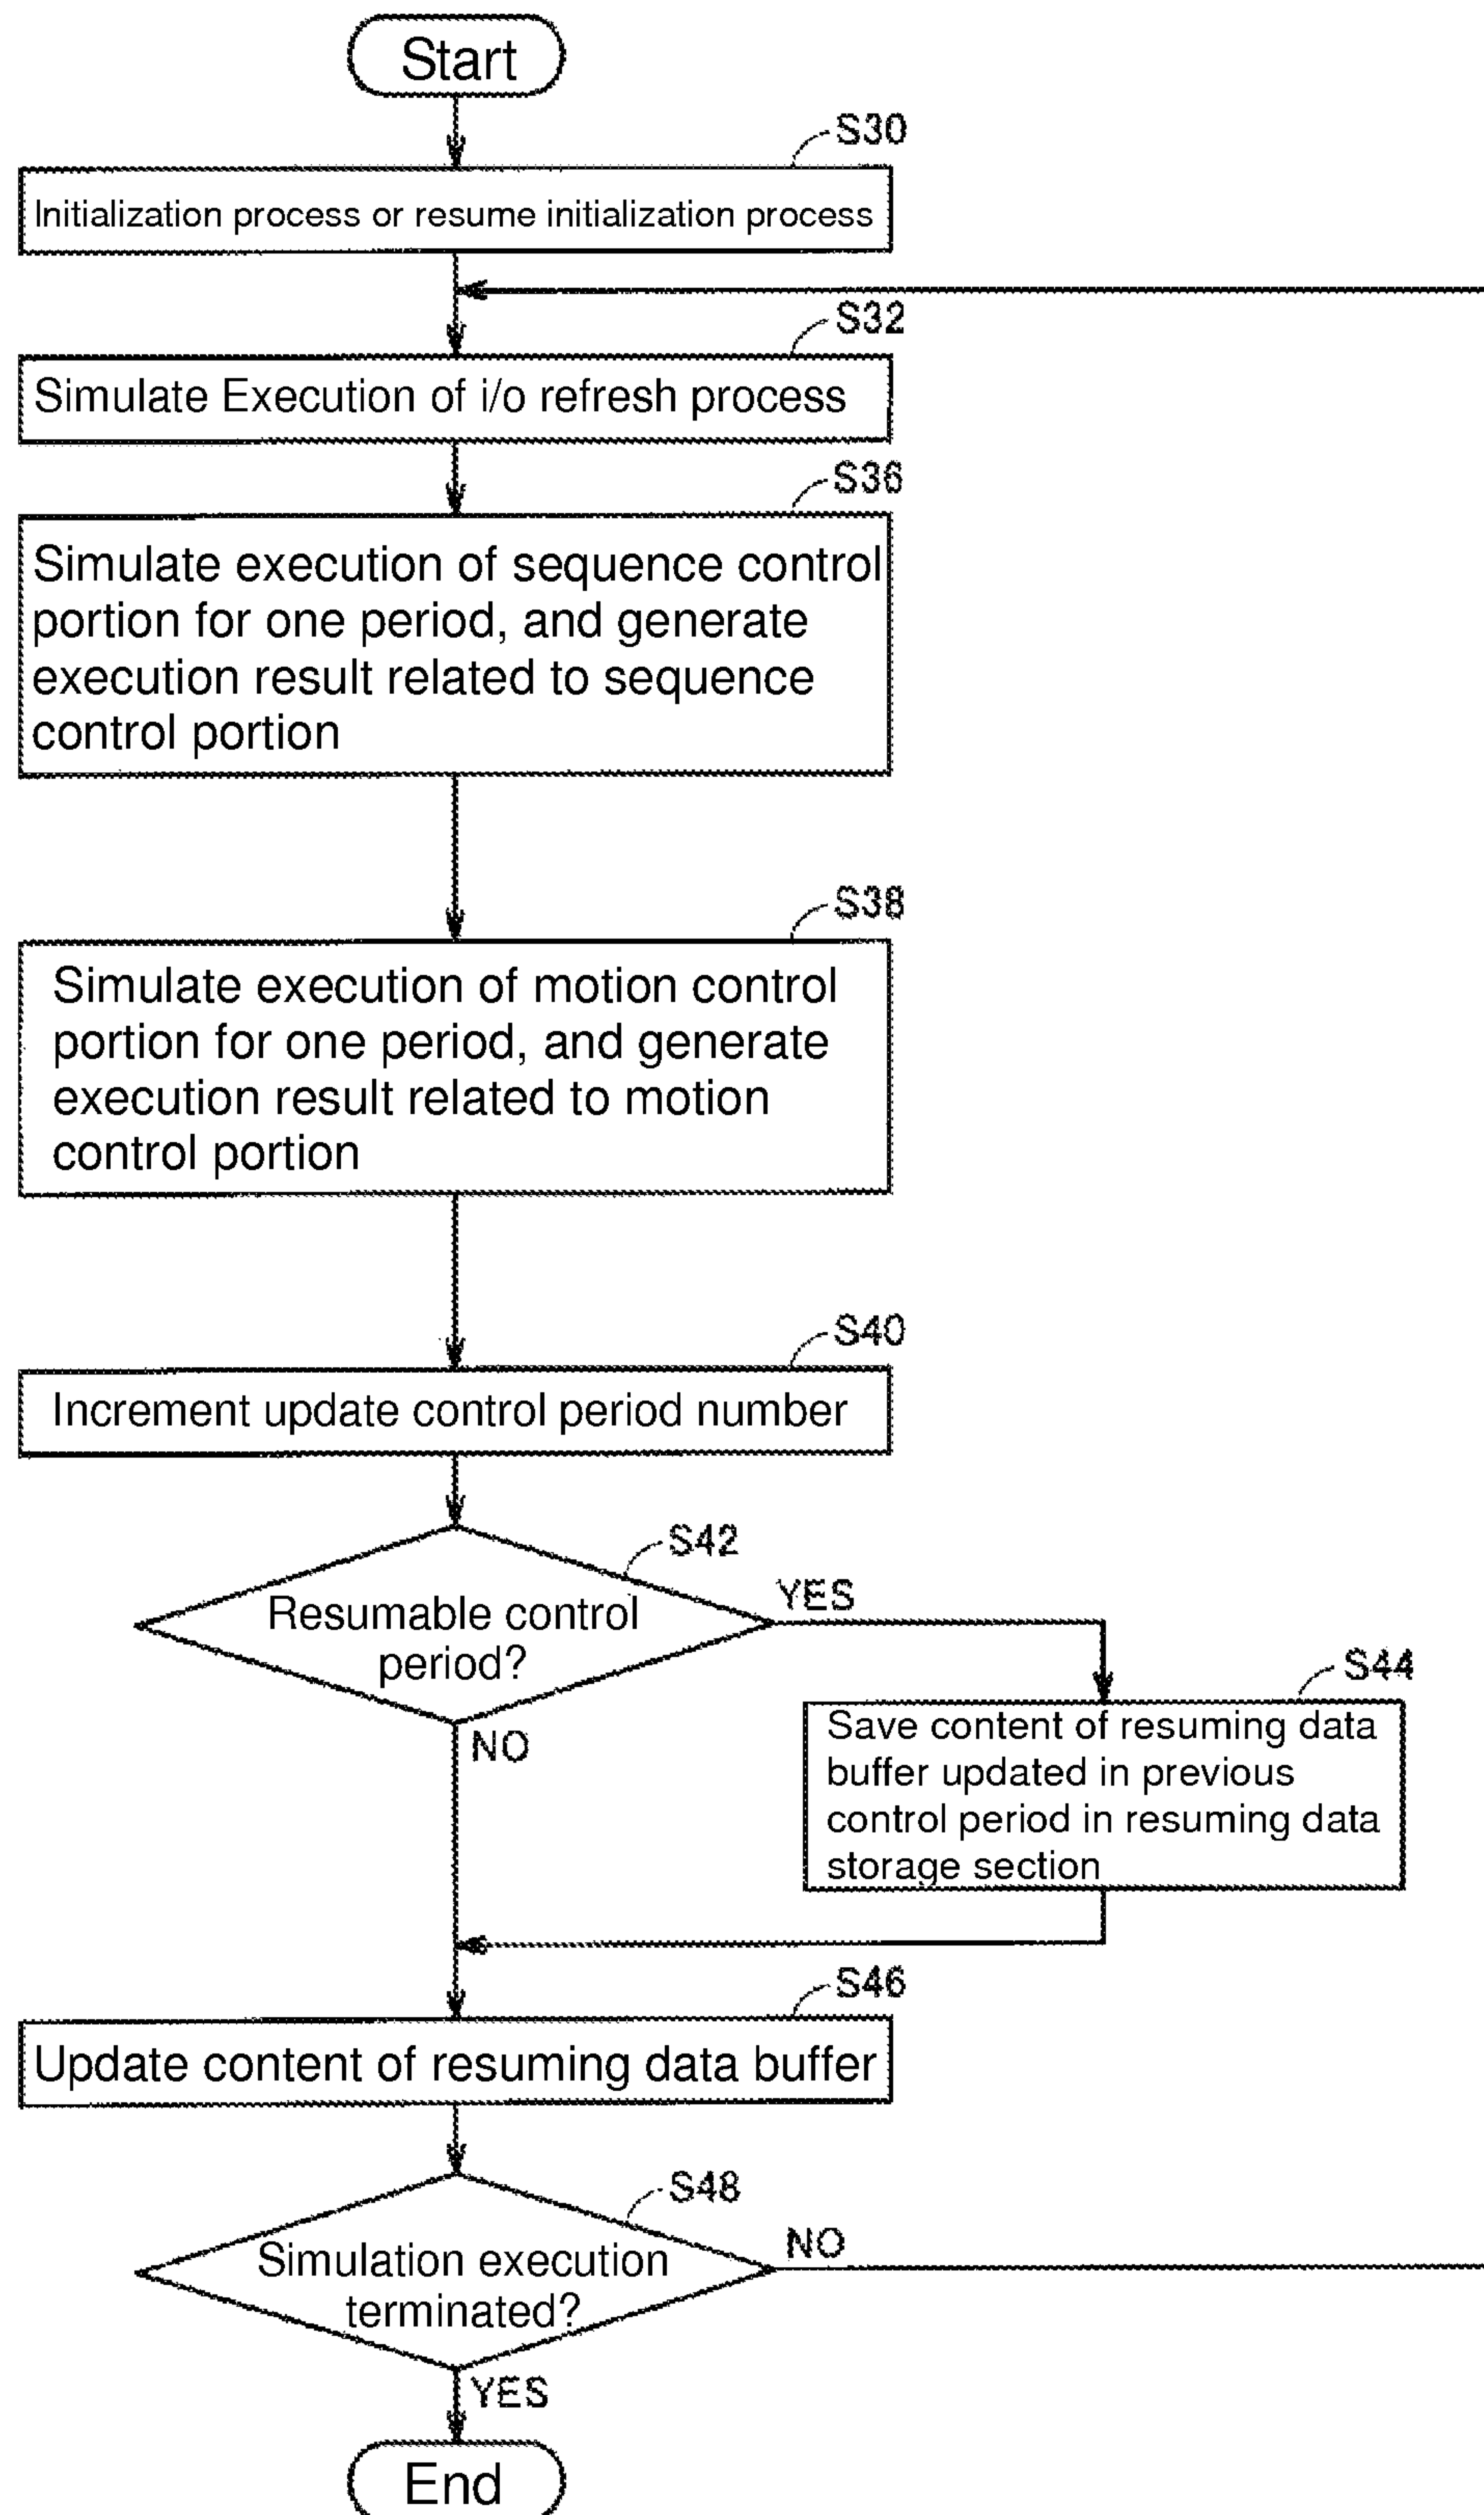 Start
S30
Initialization process or resume initialization process
S32
Simulate Execution of i/o refresh process
S36
Simulate execution of sequence control
portion for one period, and generate
execution result related to sequence
control portion
S38
Simulate execution of motion control
portion for one period, and generate
execution result related to motion
control portion
S40
Increment update control period number
S42
Resumable control
period?
YES
NO
S44
Save content of resuming data
buffer updated in previous
control period in resuming data
storage section
S46
Update content of resuming data buffer
S48
Simulation execution
terminated?
NO
YES
End